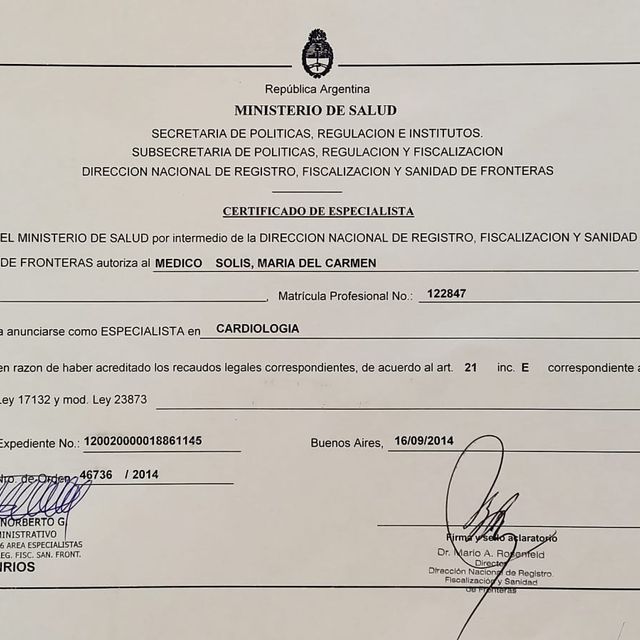 República Argentina
MINISTERIO DE SALUD
SECRETARIA DE POLITICAS, REGULACION E INSTITUTOS.
SUBSECRETARIA DE POLITICAS, REGULACION Y FISCALIZACION
DIRECCION NACIONAL DE REGISTRO, FISCALIZACION Y SANIDAD DE FRONTERAS
CERTIFICADO DE ESPECIALISTA
EL MINISTERIO DE SALUD por intermedio de la DIRECCION NACIONAL DE REGISTRO, FISCALIZACION Y SANIDAD
DE FRONTERAS autoriza al MEDICO SOLIS, MARIA DEL CARMEN
, Matrícula Profesional No.: 122847
a anunciarse como ESPECIALISTA en CARDIOLOGIA
en razon de haber acreditado los recaudos legales correspondientes, de acuerdo al art. 21 inc. E correspondiente a
Ley 17132 y mod. Ley 23873
Expediente No.: 1200200000018861145 Buenos Aires, 16/09/2014
Nro. de Orden 46736 / 2014
NORBERTO G.
MINISTRATIVO
6 AREA ESPECIALISTAS
EG. FISC. SAN. FRONT.
RIOS
Firma y sello aclaratorio
Dr. Mario A. Rosenfeld
Director
Dirección Nacional de Registro.
Fiscalización y Sanidad
de Fronteras